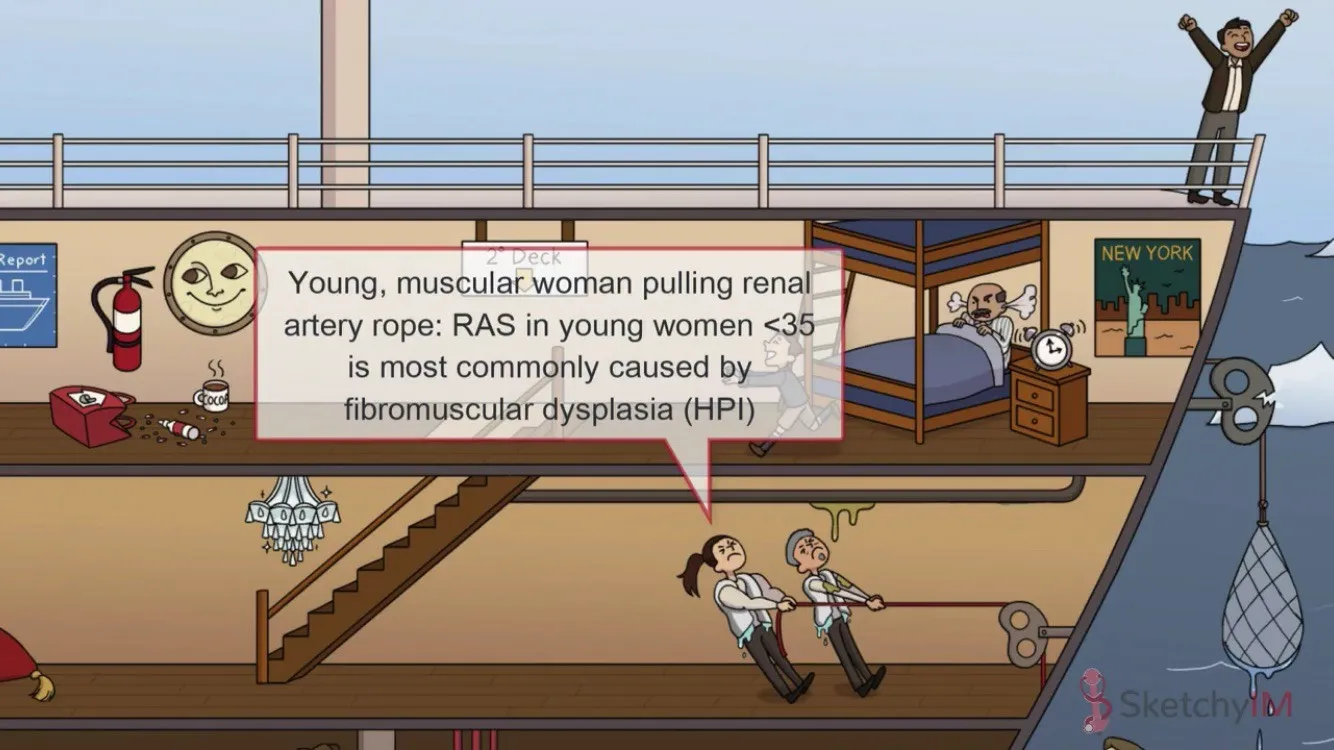 Report
2° Deck
Young, muscular woman pulling renal
artery rope: RAS in young women <35
is most commonly caused by
fibromuscular dysplasia (HPI)
NEW YORK
COCOA
SketchyIM